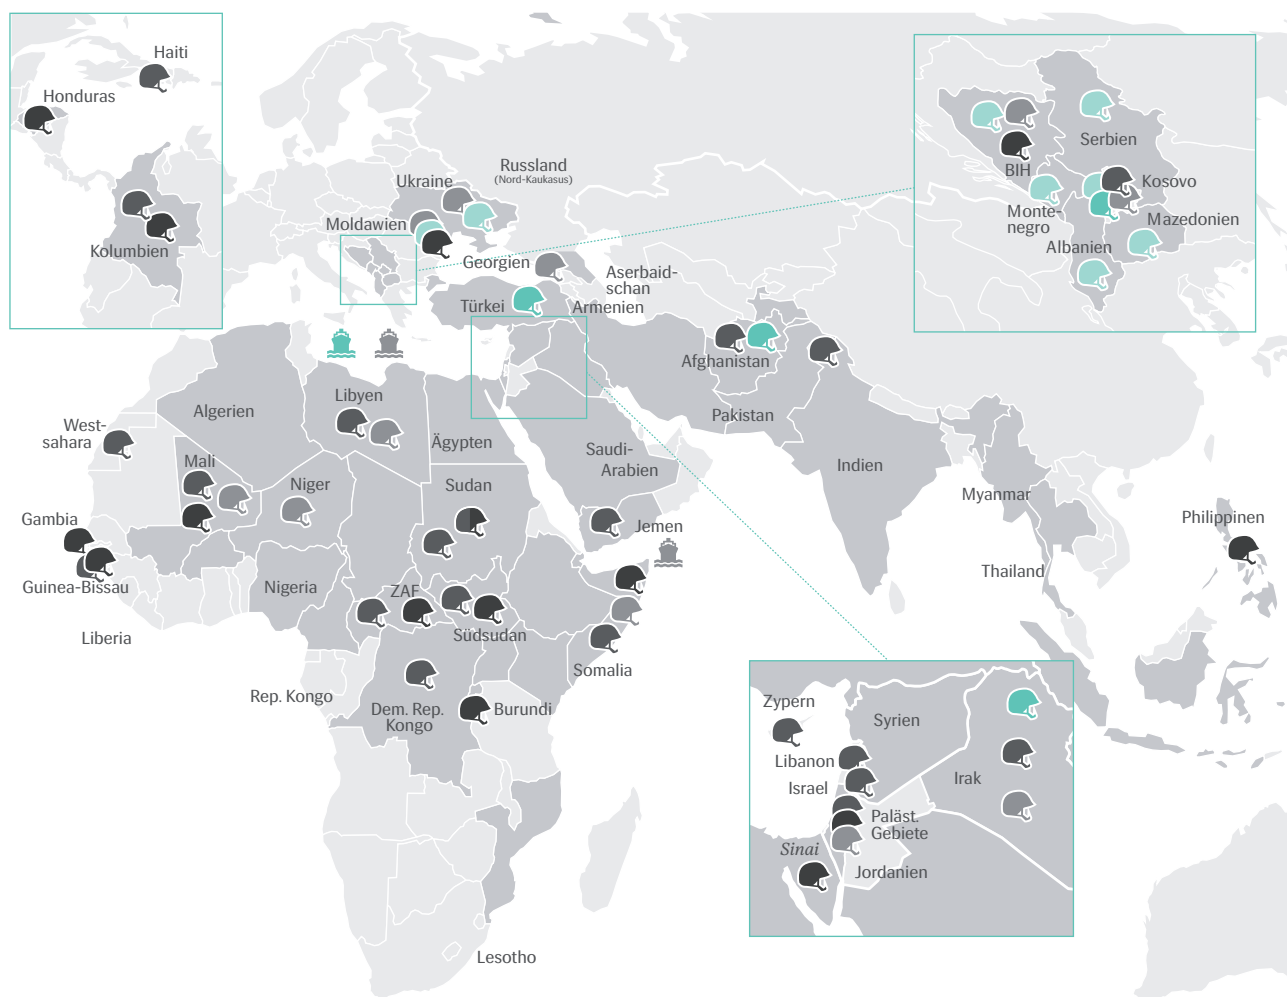 Haiti
Honduras
Kolumbien
Russland
(Nord-Kaukasus)
Ukraine
Moldawien
Georgien
Aserbaid-
schan
Türkei
Armenien
Serbien
BIH
Kosovo
Monte-
negro
Mazedonien
Albanien
Afghanistan
Pakistan
Indien
Myanmar
Thailand
Philippinen
Algerien
Libyen
Ägypten
Saudi-
Arabien
West-
sahara
Mali
Niger
Sudan
Jemen
Gambia
Guinea-Bissau
Nigeria
ZAF
Südsudan
Liberia
Somalia
Rep. Kongo
Dem. Rep.
Kongo
Burundi
Lesotho
Zypern
Syrien
Libanon
Israel
Irak
Paläst.
Gebiete
Sinai
Jordanien